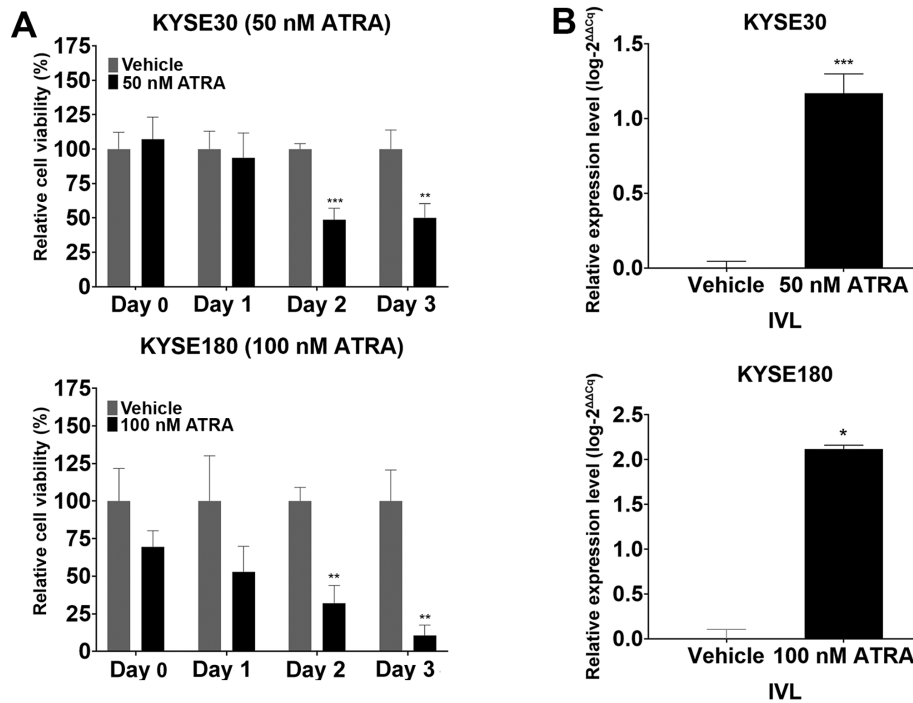 A
KYSE30 (50 nM ATRA)
Relative cell viability (%)
175
150
125
100
75
50
25
0
Vehicle
50 nM ATRA
***
**
Day 0 Day 1 Day 2 Day 3
KYSE180 (100 nM ATRA)
Relative cell viability (%)
175
150
125
100
75
50
25
0
Vehicle
100 nM ATRA
**
**
Day 0 Day 1 Day 2 Day 3
B
KYSE30
Relative expression level (log-2^ΔΔCq)
1.5
1.0
0.5
0.0
***
Vehicle 50 nM ATRA
IVL
KYSE180
Relative expression level (log-2^ΔΔCq)
2.5
2.0
1.5
1.0
0.5
0.0
*
Vehicle 100 nM ATRA
IVL